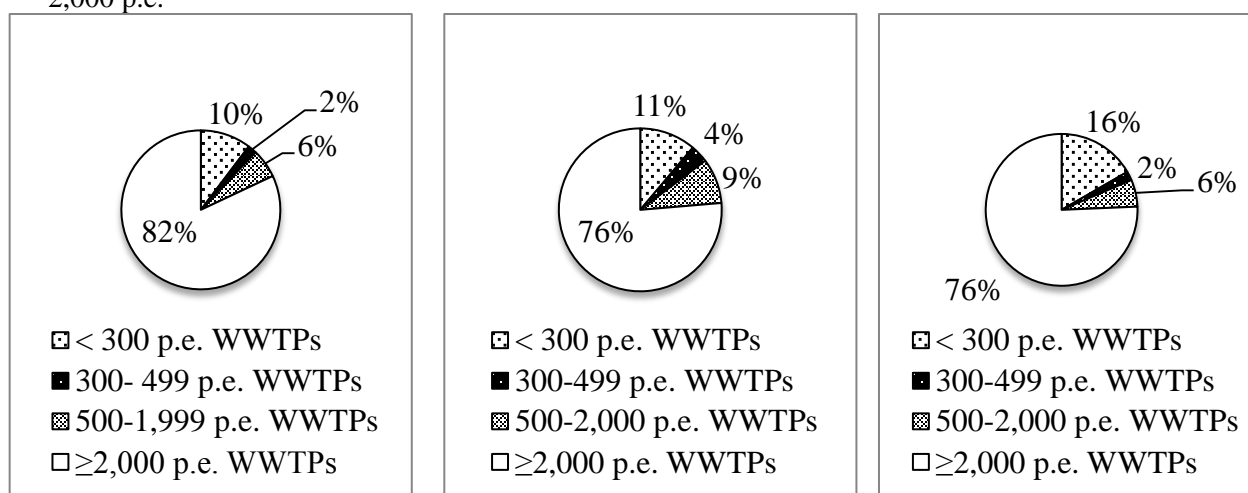 2,000 p.e.
10%
2%
6%
82%
< 300 p.e. WWTPs
300- 499 p.e. WWTPs
500-1,999 p.e. WWTPs
≥2,000 p.e. WWTPs
11%
4%
9%
76%
< 300 p.e. WWTPs
300-499 p.e. WWTPs
500-2,000 p.e. WWTPs
≥2,000 p.e. WWTPs
16%
2%
6%
76%
< 300 p.e. WWTPs
300-499 p.e. WWTPs
500-2,000 p.e. WWTPs
≥2,000 p.e. WWTPs